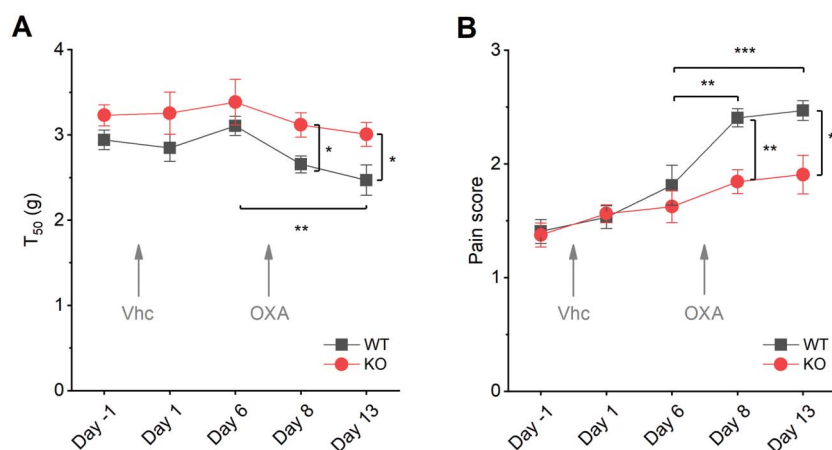 A
4
3
2
1
0
T50 (g)
*
*
**
Vhc
OXA
WT
KO
Day -1
Day 1
Day 6
Day 8
Day 13
B
3
2
1
0
Pain score
***
**
**
*
Vhc
OXA
WT
KO
Day -1
Day 1
Day 6
Day 8
Day 13